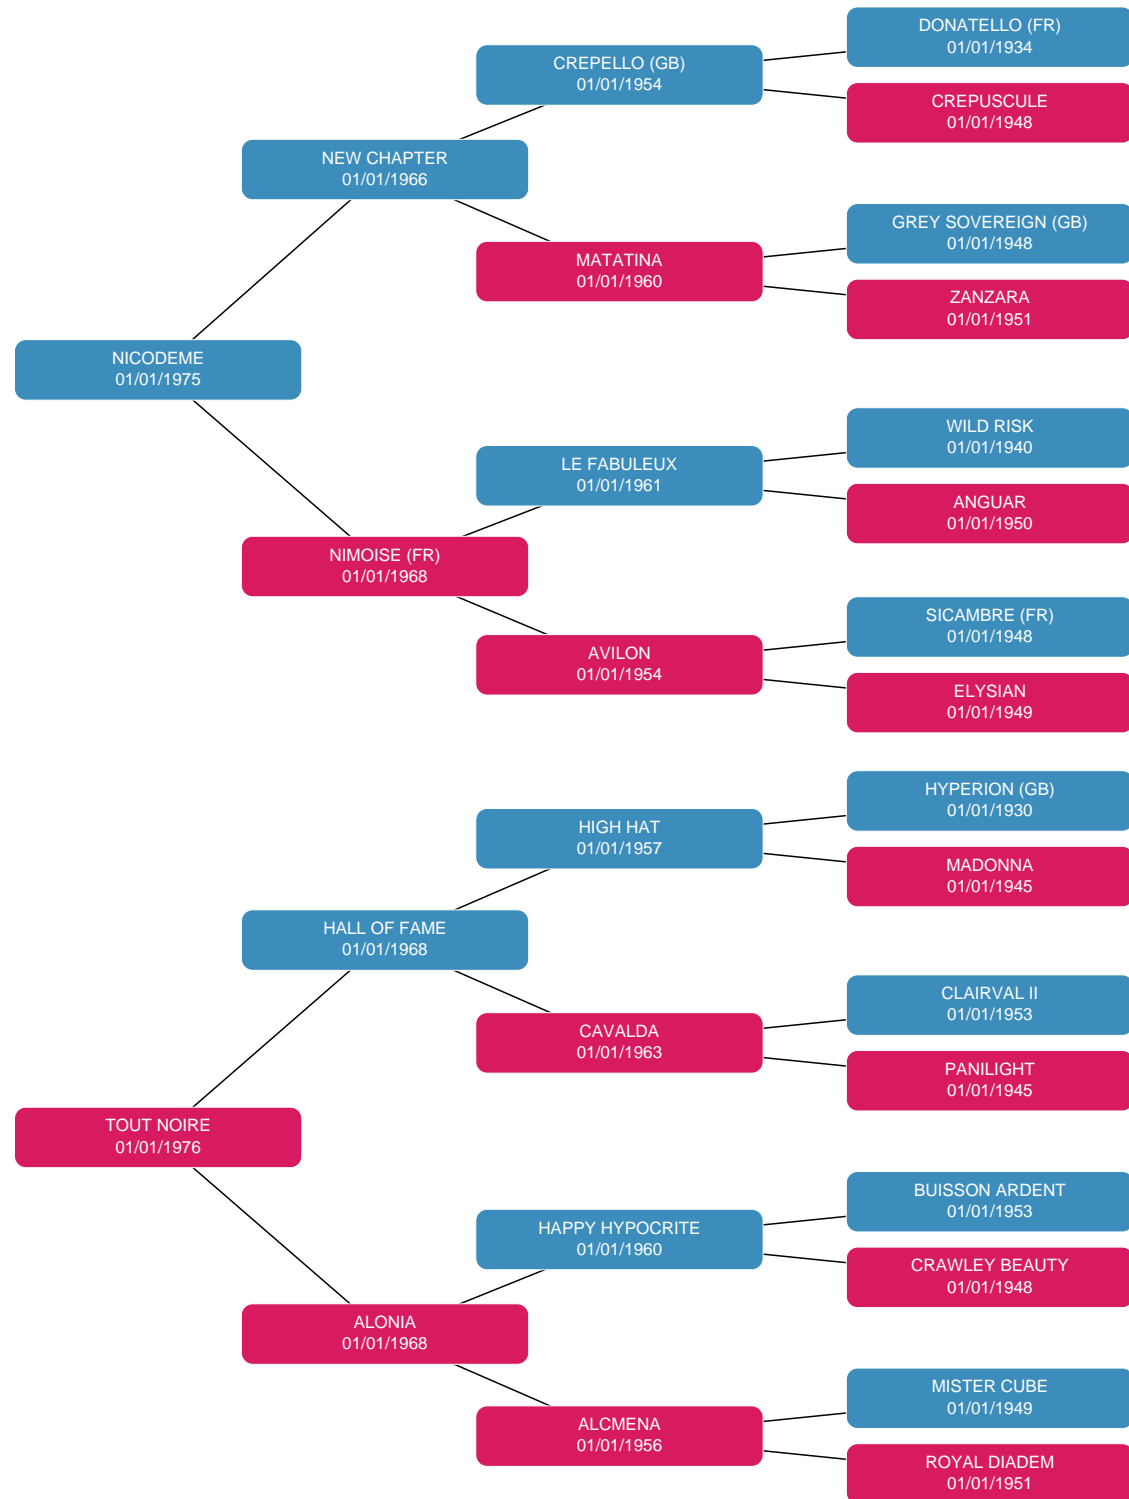 DONATELLO (FR)
01/01/1934
CREPELLO (GB)
01/01/1954
CREPUSCULE
01/01/1948
NEW CHAPTER
01/01/1966
GREY SOVEREIGN (GB)
01/01/1948
MATATINA
01/01/1960
ZANZARA
01/01/1951
NICODEME
01/01/1975
WILD RISK
01/01/1940
LE FABULEUX
01/01/1961
ANGUAR
01/01/1950
NIMOISE (FR)
01/01/1968
SICAMBRE (FR)
01/01/1948
AVILON
01/01/1954
ELYSIAN
01/01/1949
HYPERION (GB)
01/01/1930
HIGH HAT
01/01/1957
MADONNA
01/01/1945
HALL OF FAME
01/01/1968
CLAIRVAL II
01/01/1953
CAVALDA
01/01/1963
PANILIGHT
01/01/1945
TOUT NOIRE
01/01/1976
BUISSON ARDENT
01/01/1953
HAPPY HYPOCRITE
01/01/1960
CRAWLEY BEAUTY
01/01/1948
ALONIA
01/01/1968
MISTER CUBE
01/01/1949
ALCMENA
01/01/1956
ROYAL DIADEM
01/01/1951